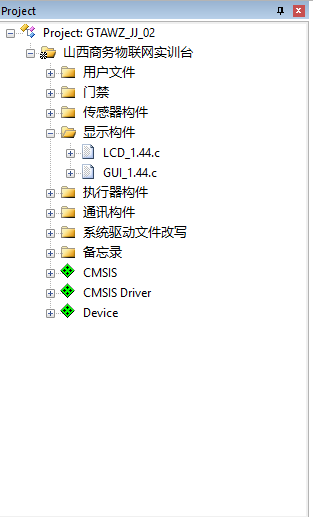 Project
Project: GTAWZ_JJ_02
山西商务物联网实训台
用户文件
门禁
传感器构件
显示构件
LCD_1.44.c
GUI_1.44.c
执行器构件
通讯构件
系统驱动文件改写
备忘录
CMSIS
CMSIS Driver
Device